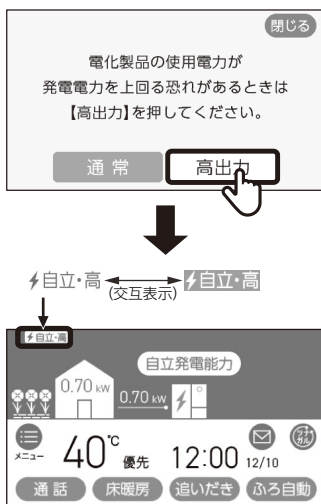 閉じる
電化製品の使用電力が
発電電力を上回る恐れがあるときは
【高出力】を押してください。
通常 高出力
自立・高 (交互表示) 自立・高
自立・高
自立発電能力
0.70 kW 0.70 kW
メニュー 40℃ 優先 12:00 12/10
通話 床暖房 追いだき ふろ自動